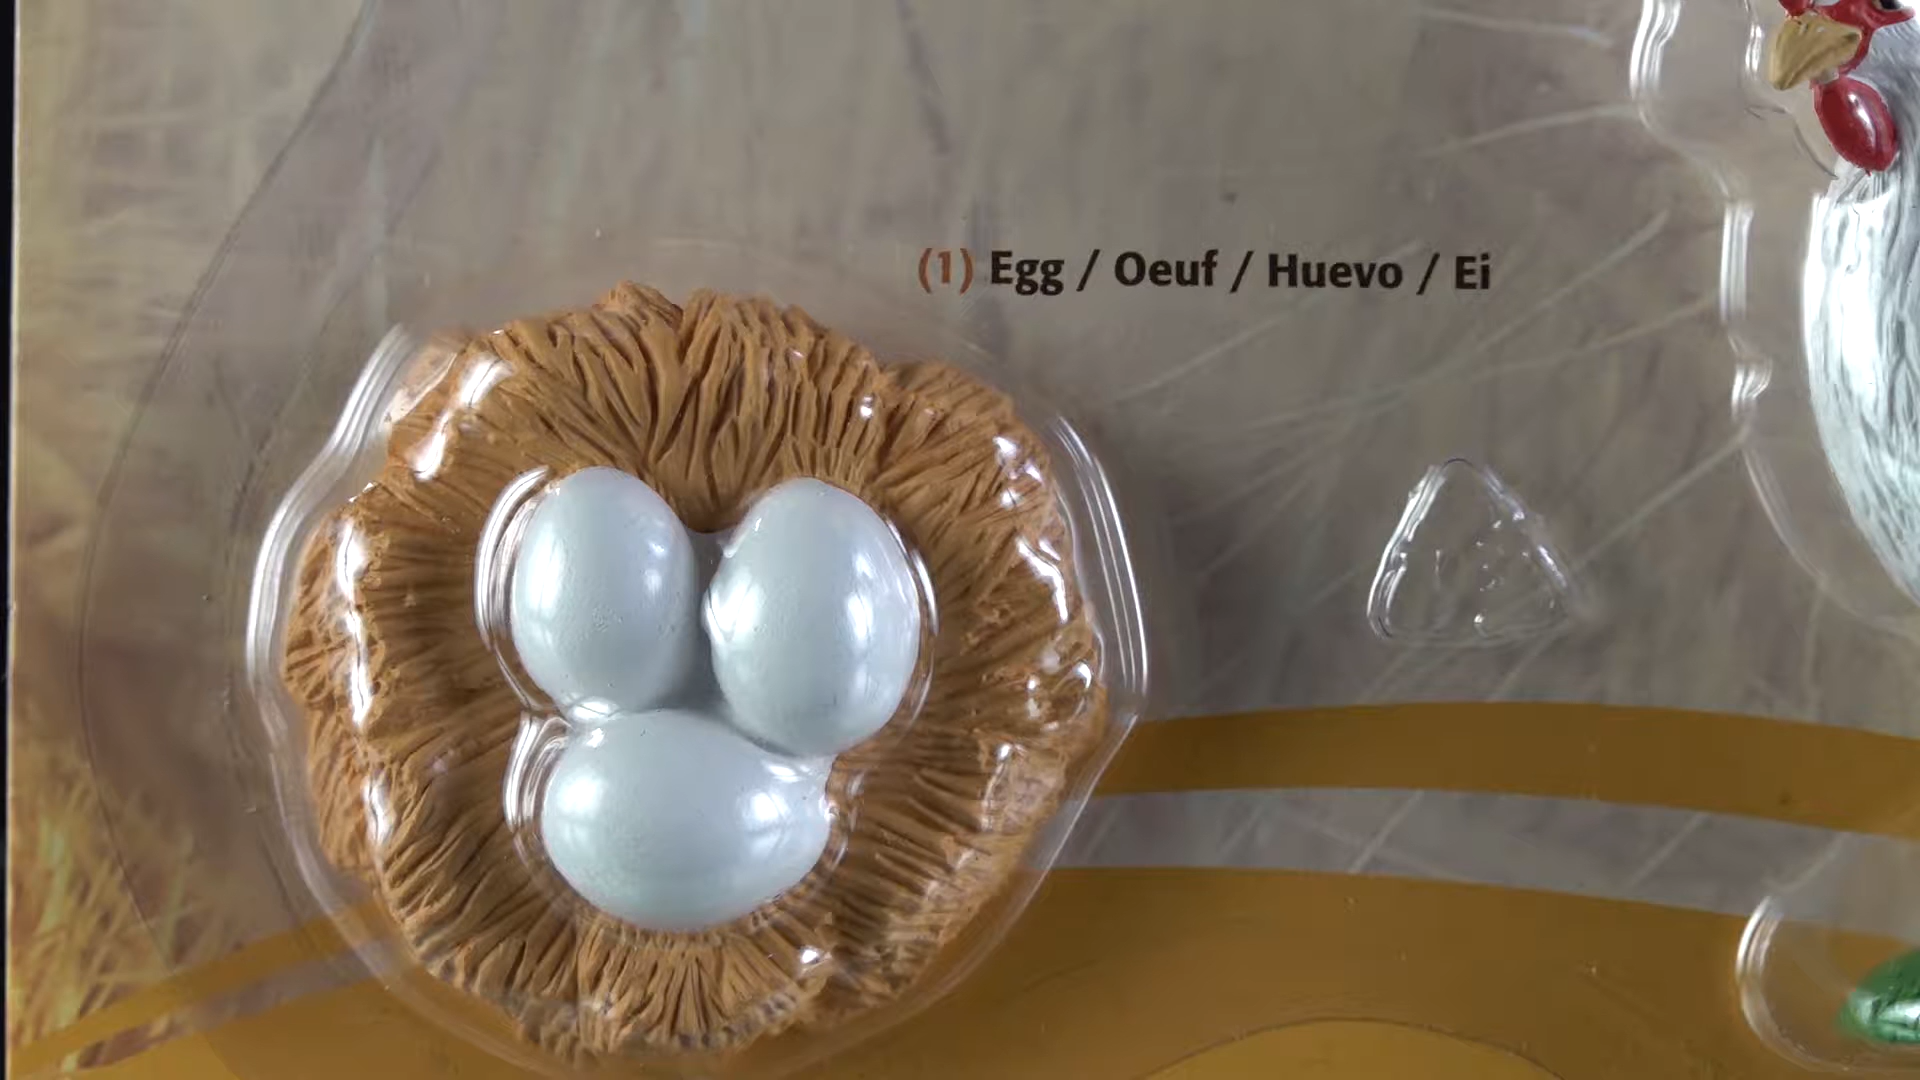 (1) Egg / Oeuf / Huevo / Ei